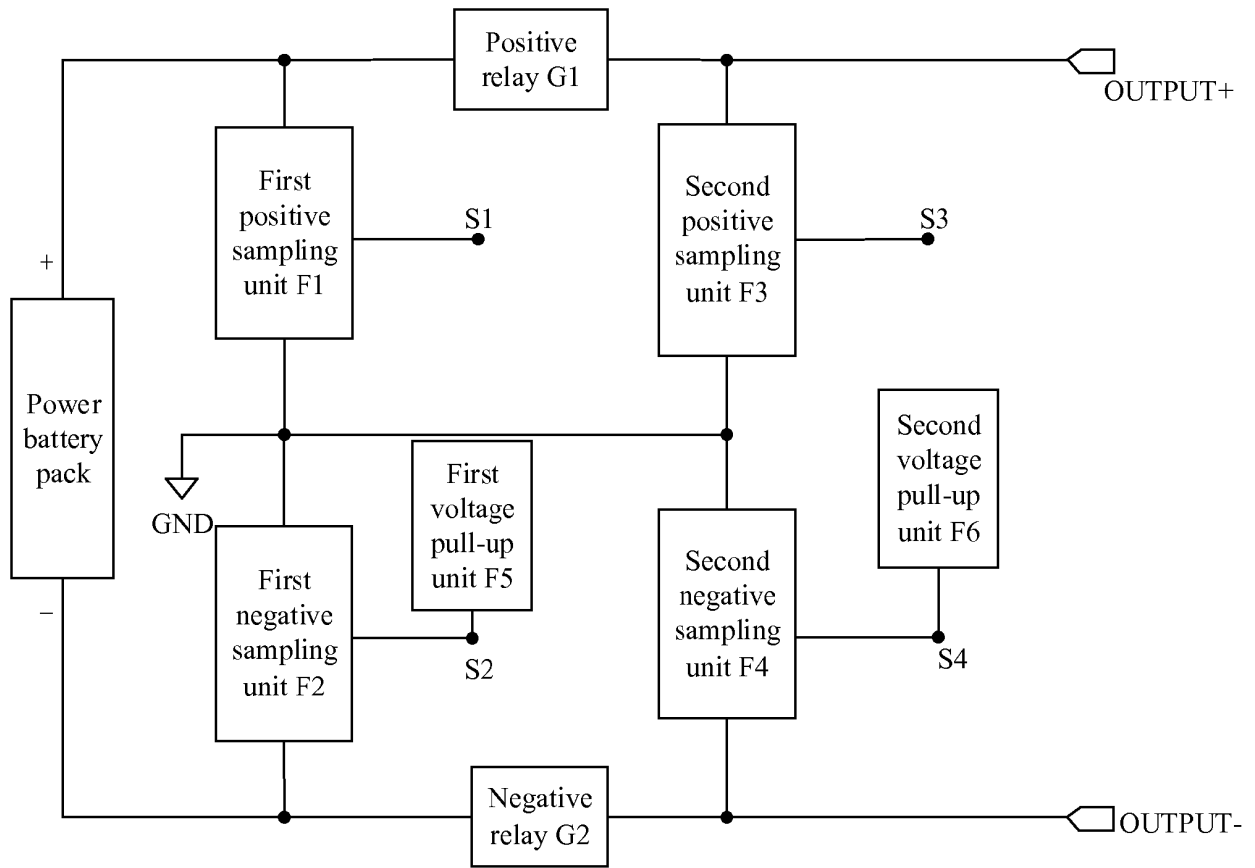 Positive
relay G1
OUTPUT+
First
positive
sampling
unit F1
S1
Second
positive
sampling
unit F3
S3
+
Power
battery
pack
−
GND
First
voltage
pull-up
unit F5
Second
voltage
pull-up
unit F6
First
negative
sampling
unit F2
S2
Second
negative
sampling
unit F4
S4
Negative
relay G2
OUTPUT-